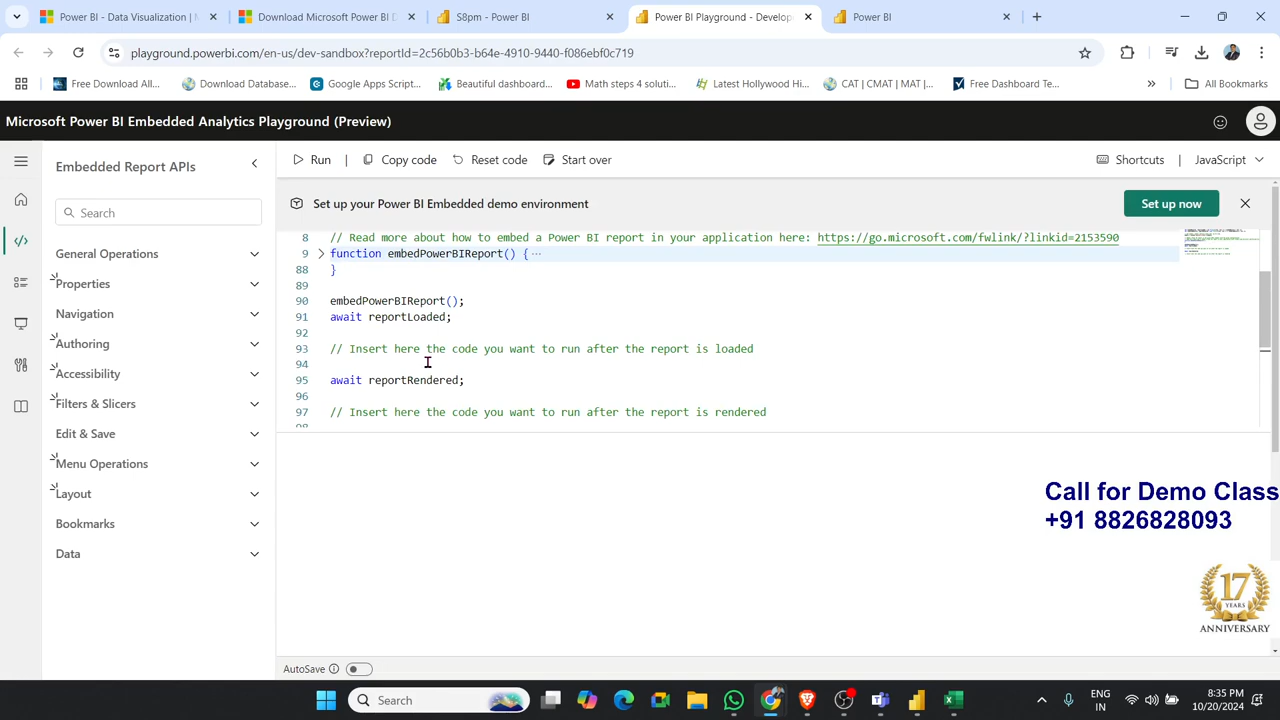 Power BI - Data Visualization | M
Download Microsoft Power BI D
S8pm - Power BI
Power BI Playground - Develop
Power BI
playground.powerbi.com/en-us/dev-sandbox?reportId=2c56b0b3-b64e-4910-9440-f086ebf0c719
Free Download All...
Download Database...
Google Apps Script...
Beautiful dashboard...
Math steps 4 soluti...
Latest Hollywood Hi...
CAT | CMAT | MAT |...
Free Dashboard Te...
All Bookmarks
Microsoft Power BI Embedded Analytics Playground (Preview)
Embedded Report APIs
Run
Copy code
Reset code
Start over
Shortcuts
JavaScript
Search
Set up your Power BI Embedded demo environment
Set up now
General Operations
Properties
Navigation
Authoring
Accessibility
Filters & Slicers
Edit & Save
Menu Operations
Layout
Bookmarks
Data
8 // Read more about how to embed a Power BI report in your application here: https://go.microsoft.com/fwlink/?linkid=2153590
9 function embedPowerBIReport() { ...
88 }
89
90 embedPowerBIReport();
91 await reportLoaded;
92
93 // Insert here the code you want to run after the report is loaded
94
95 await reportRendered;
96
97 // Insert here the code you want to run after the report is rendered
98
Call for Demo Class
+91 8826828093
17
YEARS
ANNIVERSARY
AutoSave
Search
ENG
IN
8:35 PM
10/20/2024